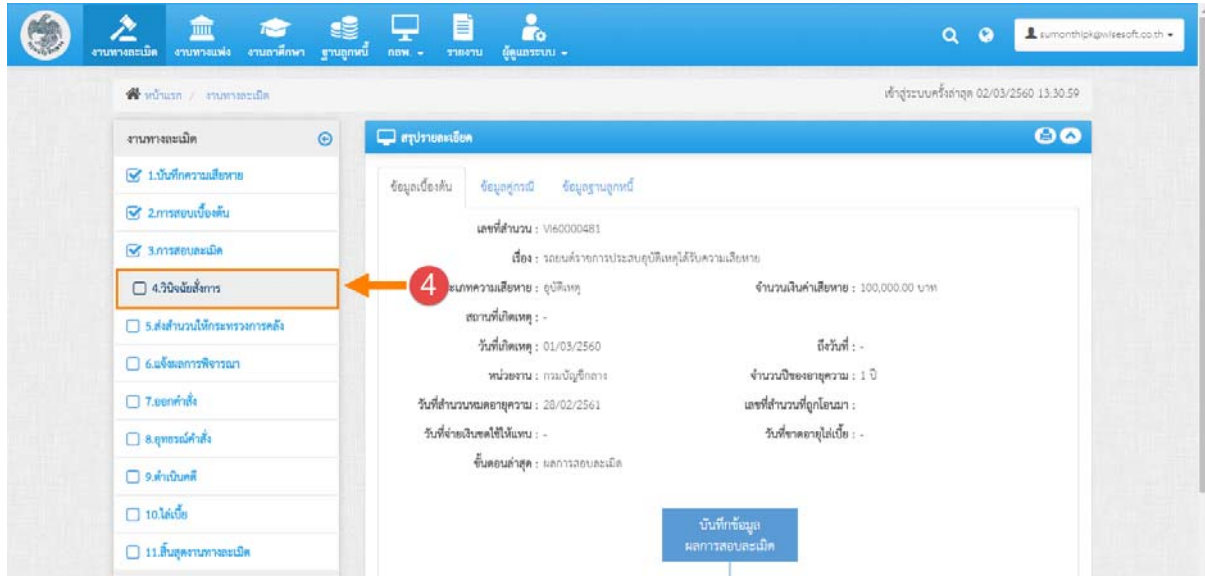 งานทางละเมิด งานทางแพ่ง งานอาศึกษา ฐานลูกหนี้ กลพ. รายงาน ผู้ดูแลระบบ
sumonthipk@wisesoft.co.th
หน้าแรก / งานทางละเมิด
เข้าสู่ระบบครั้งล่าสุด 02/03/2560 13:30:59
งานทางละเมิด
1.บันทึกความเสียหาย
2.การสอบเบื้องต้น
3.การสอบละเมิด
4.วินิจฉัยสั่งการ
5.ส่งสำนวนให้กระทรวงการคลัง
6.แจ้งผลการพิจารณา
7.ออกคำสั่ง
8.อุทธรณ์คำสั่ง
9.ดำเนินคดี
10.ไล่เบี้ย
11.สิ้นสุดงานทางละเมิด
4
สรุปรายละเอียด
ข้อมูลเบื้องต้น ข้อมูลคู่กรณี ข้อมูลฐานลูกหนี้
เลขที่สำนวน : VI60000481
เรื่อง : รถยนต์ราชการประสบอุบัติเหตุได้รับความเสียหาย
ะเภทความเสียหาย : อุบัติเหตุ จำนวนเงินค่าเสียหาย : 100,000.00 บาท
สถานที่เกิดเหตุ : -
วันที่เกิดเหตุ : 01/03/2560 ถึงวันที่ : -
หน่วยงาน : กรมบัญชีกลาง จำนวนปีของอายุความ : 1 ปี
วันที่สำนวนหมดอายุความ : 28/02/2561 เลขที่สำนวนที่ถูกโอนมา :
วันที่จ่ายเงินชดใช้ให้แทน : - วันที่ขาดอายุไล่เบี้ย : -
ขั้นตอนล่าสุด : ผลการสอบละเมิด
บันทึกข้อมูล
ผลการสอบละเมิด